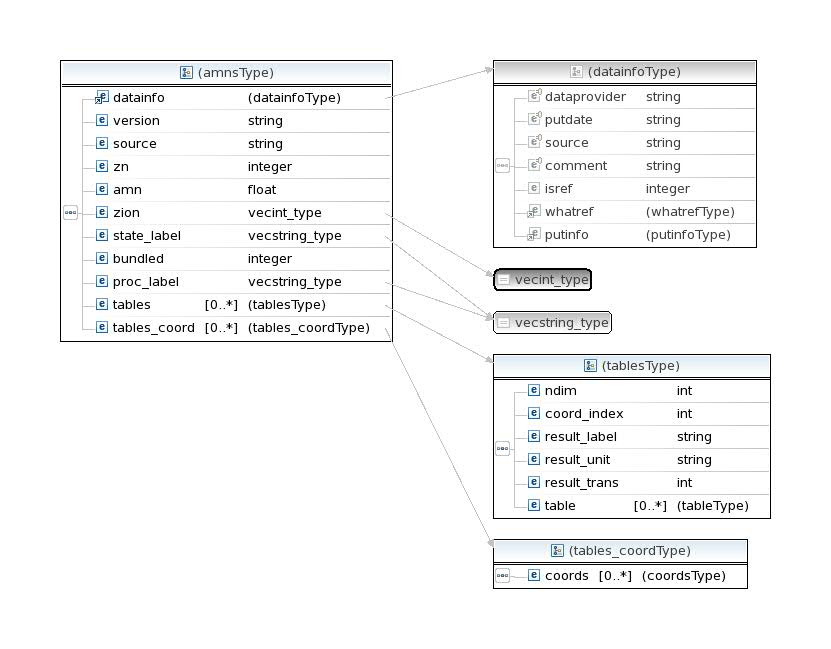 (amnsType)
datainfo (datainfoType)
version string
source string
zn integer
amn float
zion vecint_type
state_label vecstring_type
bundled integer
proc_label vecstring_type
tables [0..*] (tablesType)
tables_coord [0..*] (tables_coordType)
(datainfoType)
dataprovider string
putdate string
source string
comment string
isref integer
whatref (whatrefType)
putinfo (putinfoType)
vecint_type
vecstring_type
(tablesType)
ndim int
coord_index int
result_label string
result_unit string
result_trans int
table [0..*] (tableType)
(tables_coordType)
coords [0..*] (coordsType)